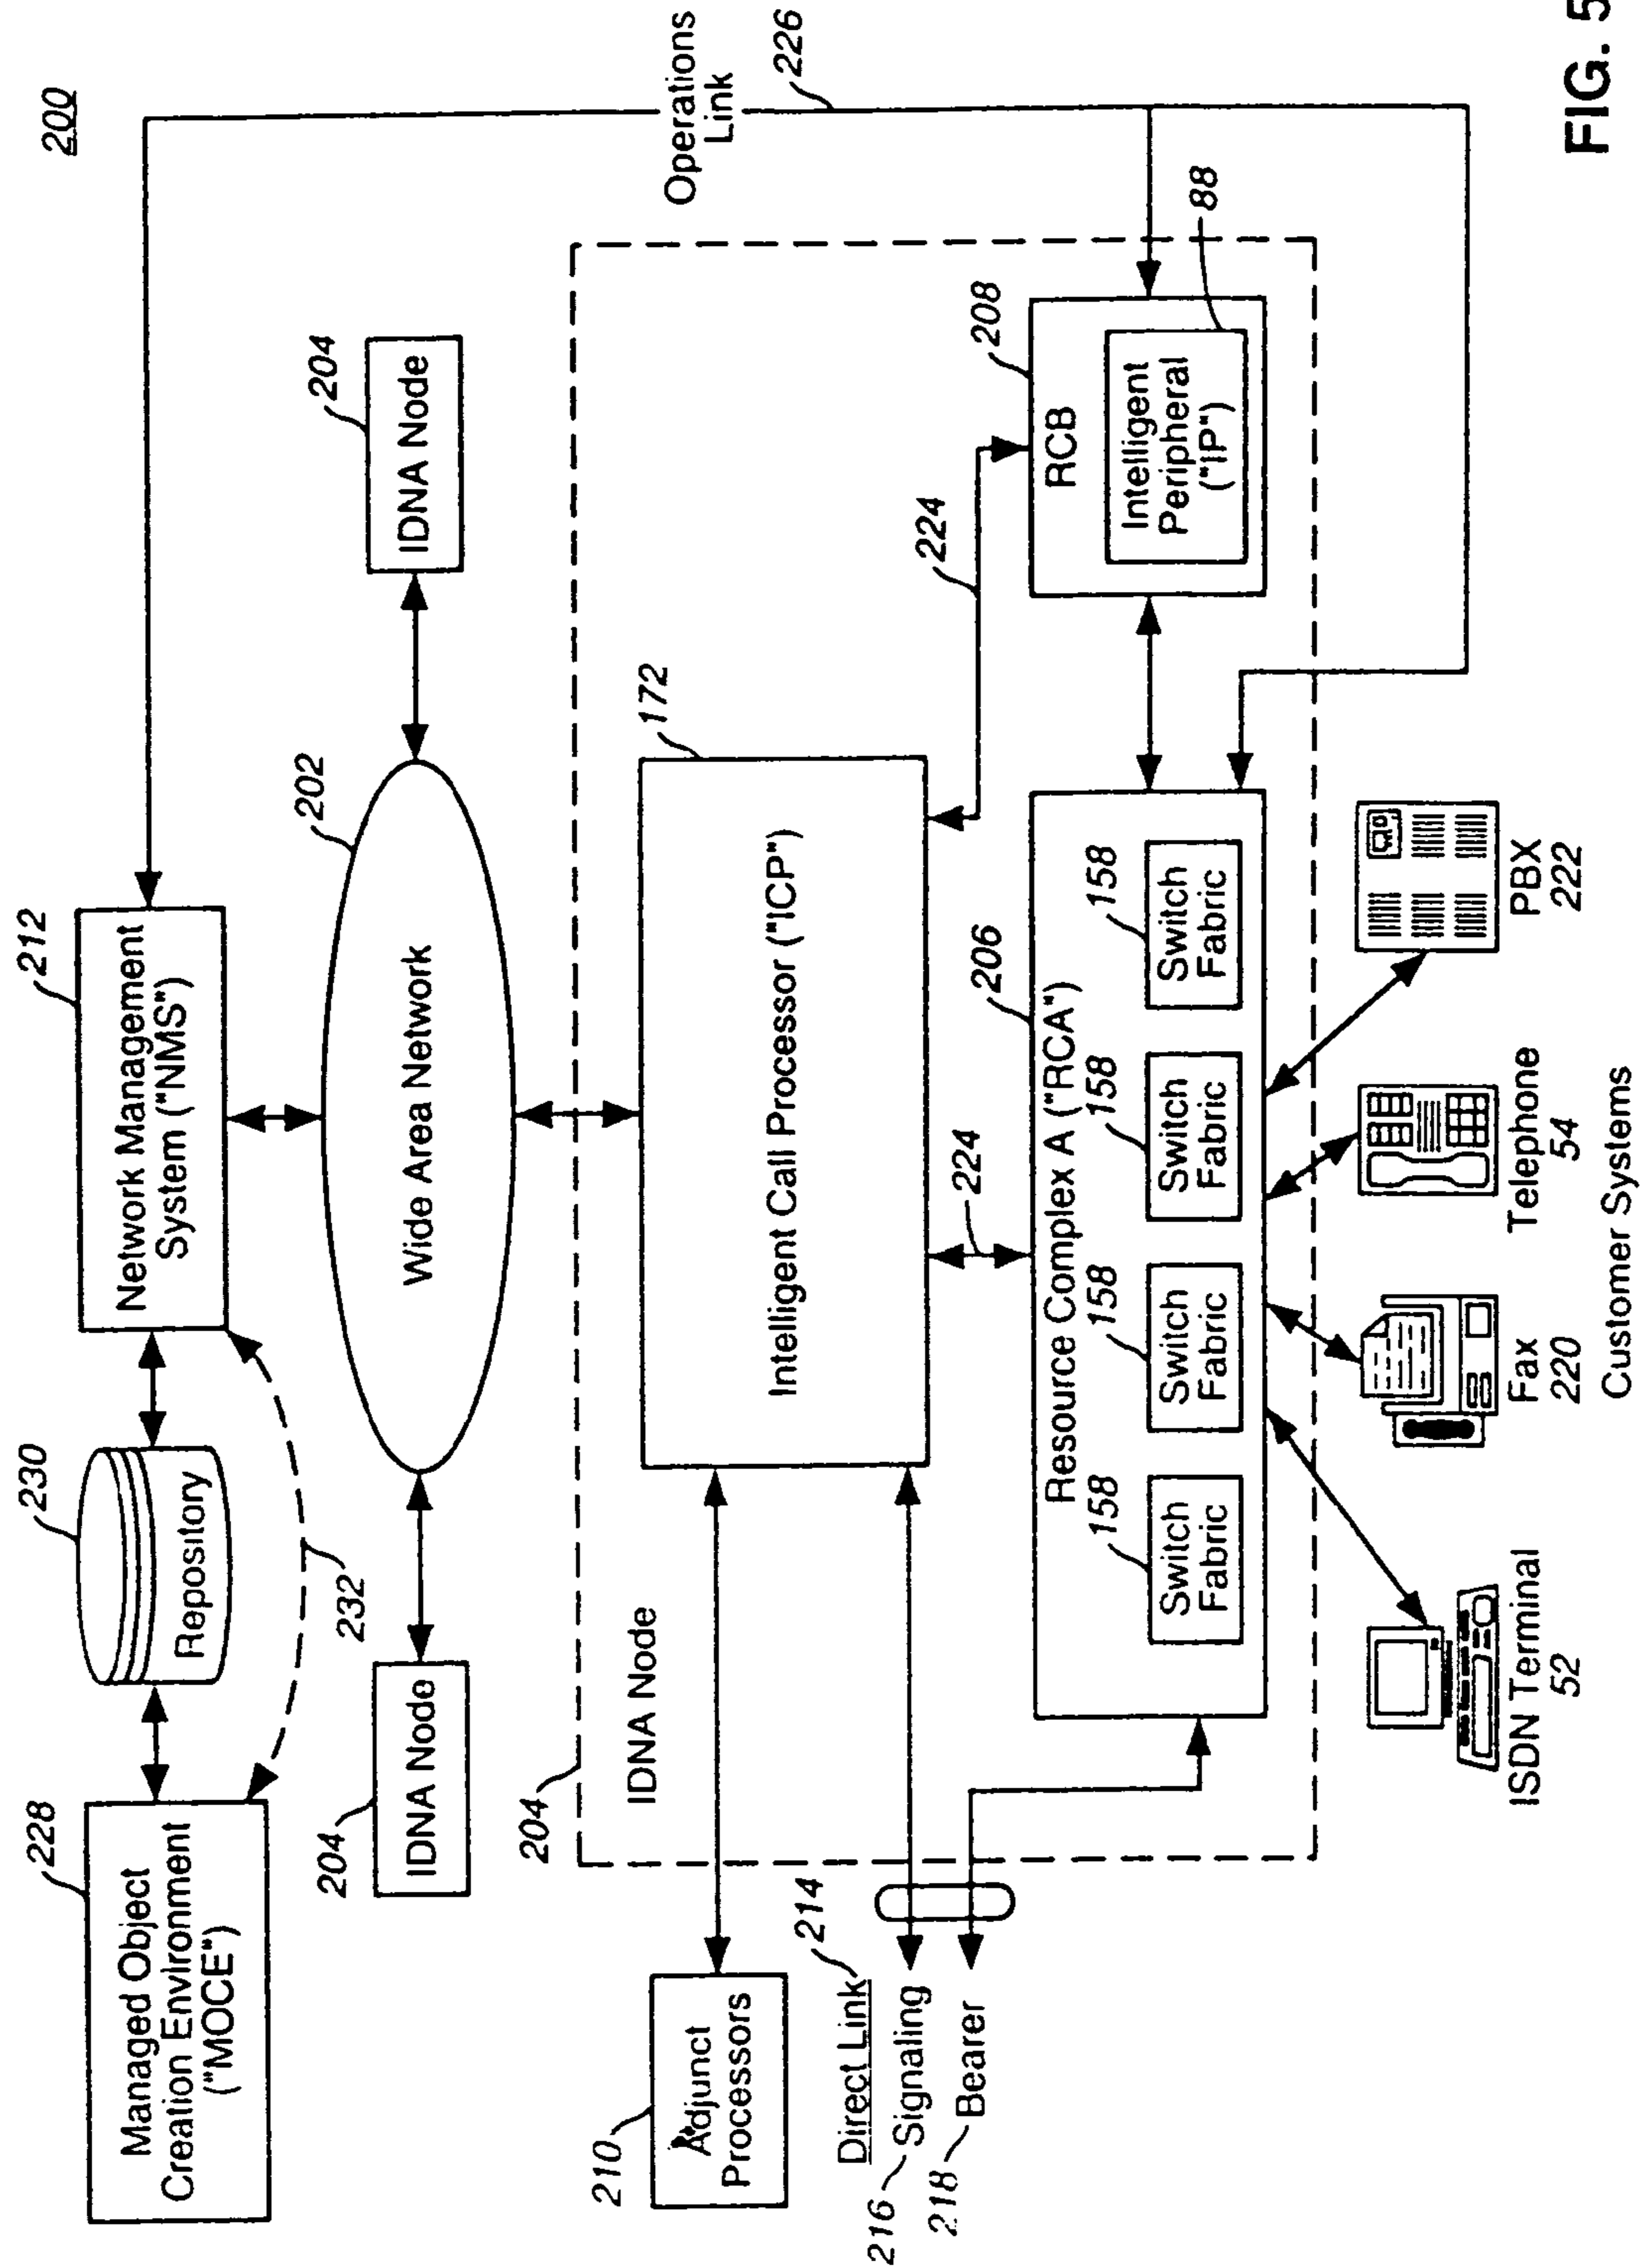 200
228
Managed Object
Creation Environment
("MOCE")
230
Repository
232
212
Network Management
System ("NMS")
204
IDNA Node
202
Wide Area Network
204
IDNA Node
Operations
Link
226
204
IDNA Node
210
Adjunct
Processors
172
Intelligent Call Processor ("ICP")
Direct Link
214
216
Signaling
218
Bearer
224
224
206
Resource Complex A ("RCA")
158
Switch
Fabric
158
Switch
Fabric
158
Switch
Fabric
158
Switch
Fabric
208
RCB
Intelligent
Peripheral
("IP")
88
ISDN Terminal
52
Fax
220
Telephone
54
PBX
222
Customer Systems
FIG. 5